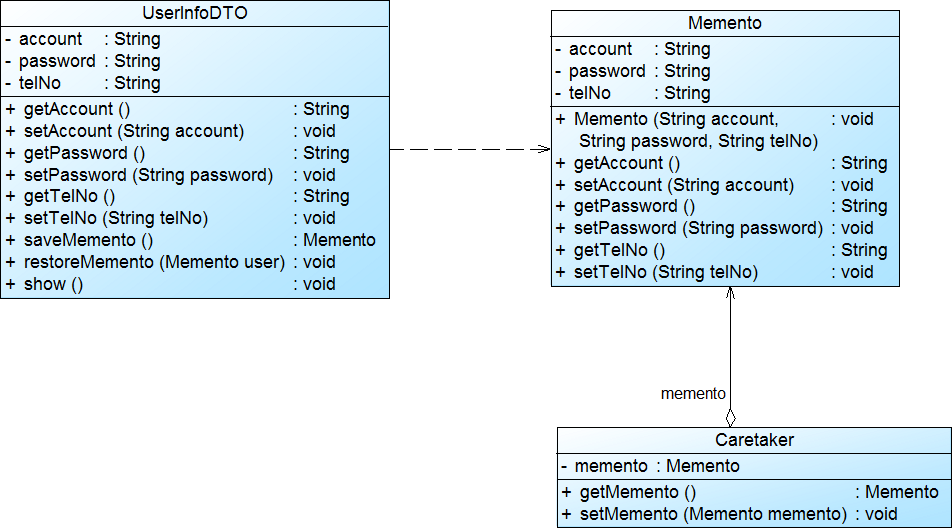 UserInfoDTO
- account : String
- password : String
- telNo : String
+ getAccount () : String
+ setAccount (String account) : void
+ getPassword () : String
+ setPassword (String password) : void
+ getTelNo () : String
+ setTelNo (String telNo) : void
+ saveMemento () : Memento
+ restoreMemento (Memento user) : void
+ show () : void
Memento
- account : String
- password : String
- telNo : String
+ Memento (String account, : void
String password, String telNo)
+ getAccount () : String
+ setAccount (String account) : void
+ getPassword () : String
+ setPassword (String password) : void
+ getTelNo () : String
+ setTelNo (String telNo) : void
memento
Caretaker
- memento : Memento
+ getMemento () : Memento
+ setMemento (Memento memento) : void